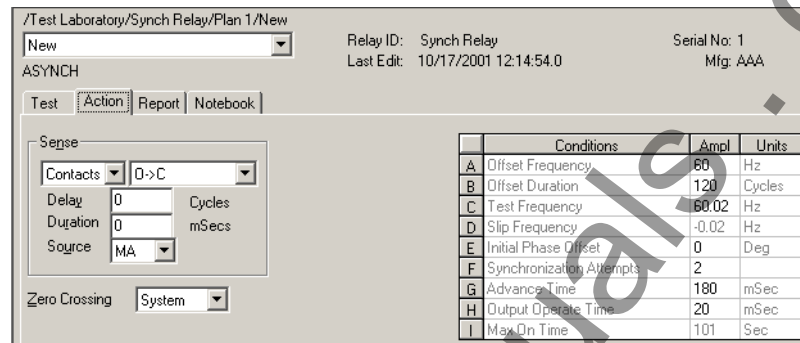 /Test Laboratory/Synch Relay/Plan 1/New
New
Relay ID: Synch Relay
Serial No: 1
Last Edit: 10/17/2001 12:14:54.0
Mfg: AAA
ASYNCH
Test Action Report Notebook
Sense
Contacts O->C
Delay 0 Cycles
Duration 0 mSecs
Source MA
Zero Crossing System
Conditions Ampl Units
A Offset Frequency 60 Hz
B Offset Duration 120 Cycles
C Test Frequency 60.02 Hz
D Slip Frequency -0.02 Hz
E Initial Phase Offset 0 Deg
F Synchronization Attempts 2
G Advance Time 180 mSec
H Output Operate Time 20 mSec
I Max On Time 101 Sec